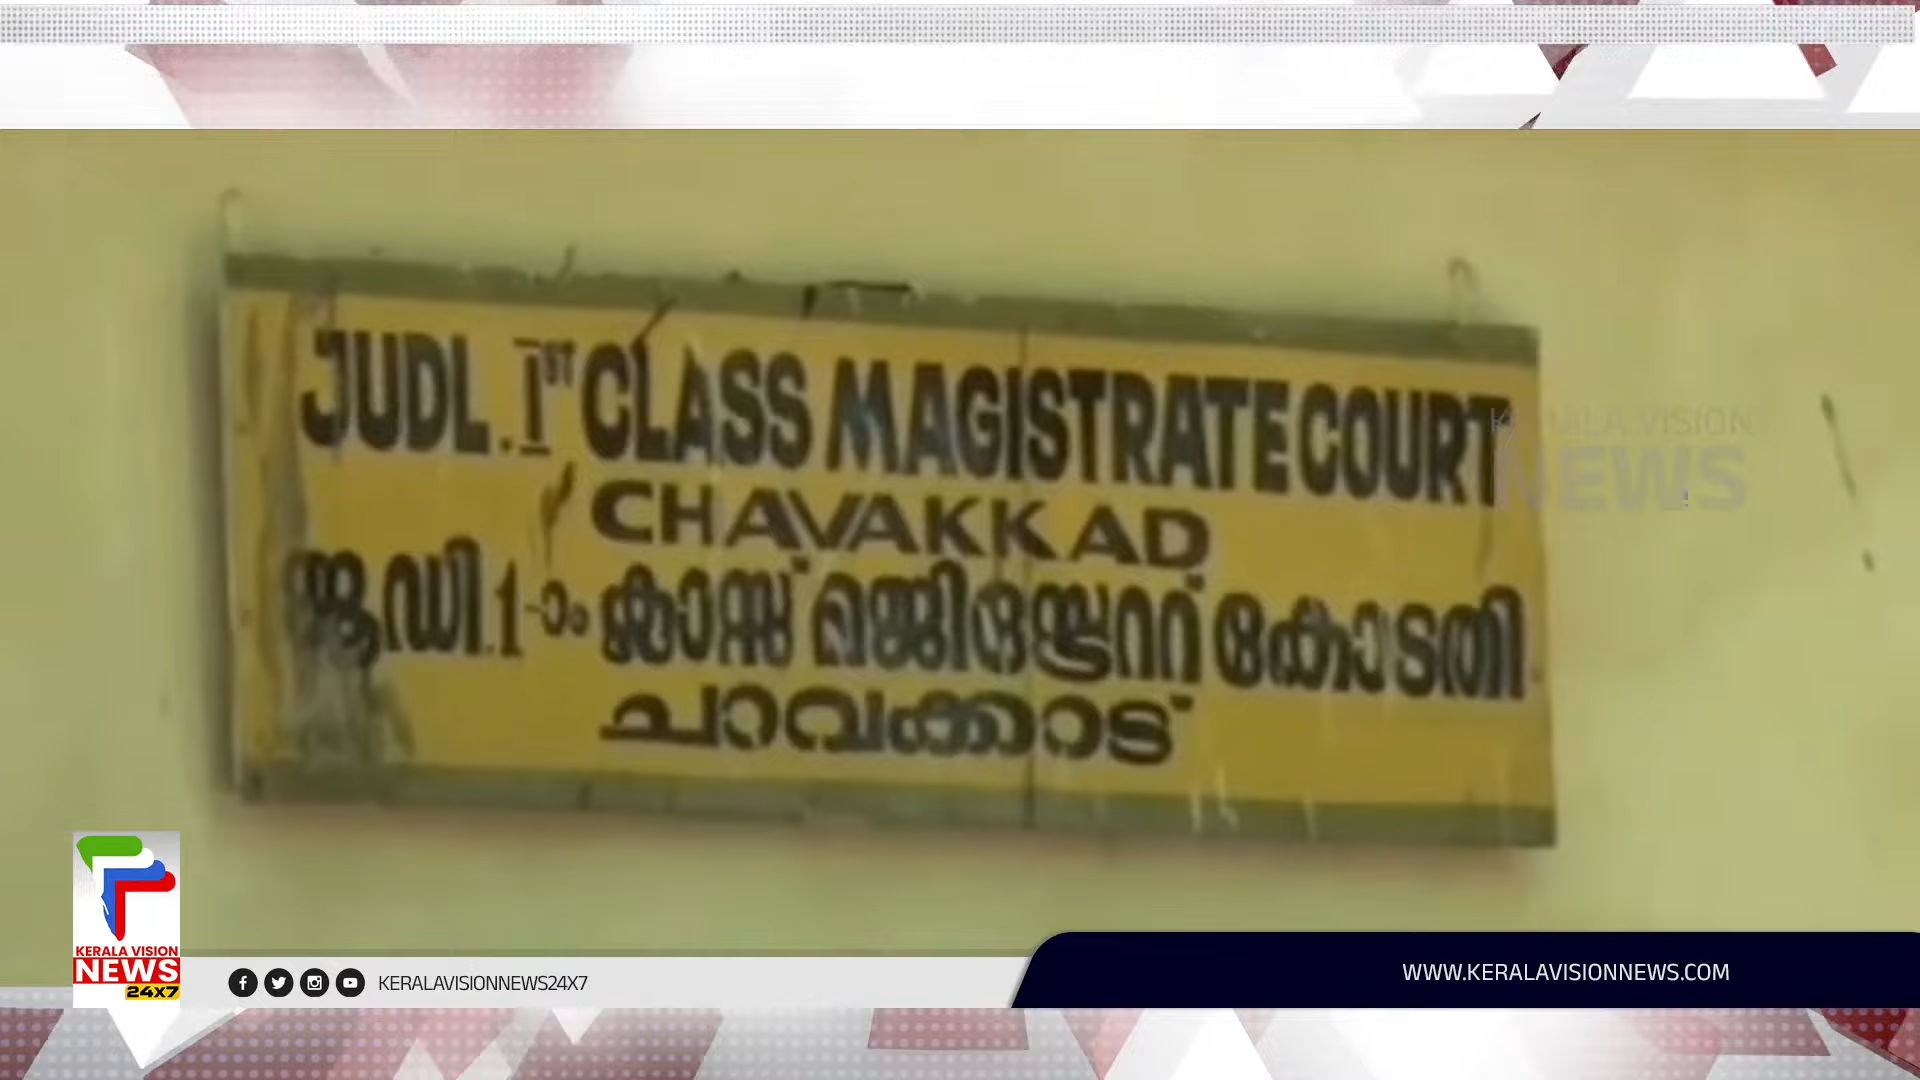 JUDL. IST CLASS MAGISTRATE COURT
CHAVAKKAD
ജൂഡി.1-ാം ക്ലാസ്സ് മജിസ്ട്രേററ് കോടതി
ചാവക്കാട്
KERALA VISION
NEWS
KERALA VISION
NEWS
24x7
KERALAVISIONNEWS24X7
WWW.KERALAVISIONNEWS.COM